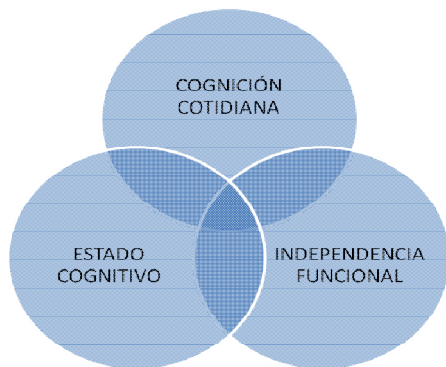 COGNICIÓN
COTIDIANA
ESTADO
COGNITIVO
INDEPENDENCIA
FUNCIONAL